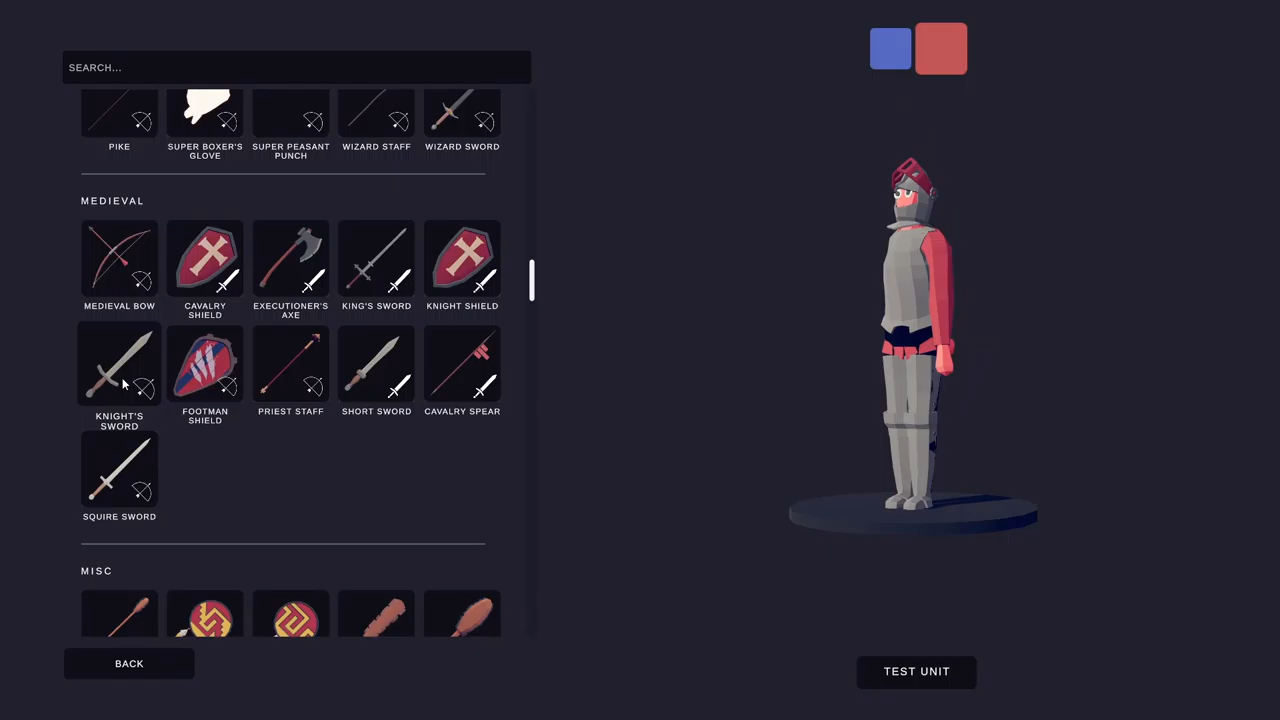 SEARCH...
PIKE
SUPER BOXER'S
GLOVE
SUPER PEASANT
PUNCH
WIZARD STAFF
WIZARD SWORD
MEDIEVAL
MEDIEVAL BOW
CAVALRY
SHIELD
EXECUTIONER'S
AXE
KING'S SWORD
KNIGHT SHIELD
KNIGHT'S
SWORD
FOOTMAN
SHIELD
PRIEST STAFF
SHORT SWORD
CAVALRY SPEAR
SQUIRE SWORD
MISC
BACK
TEST UNIT